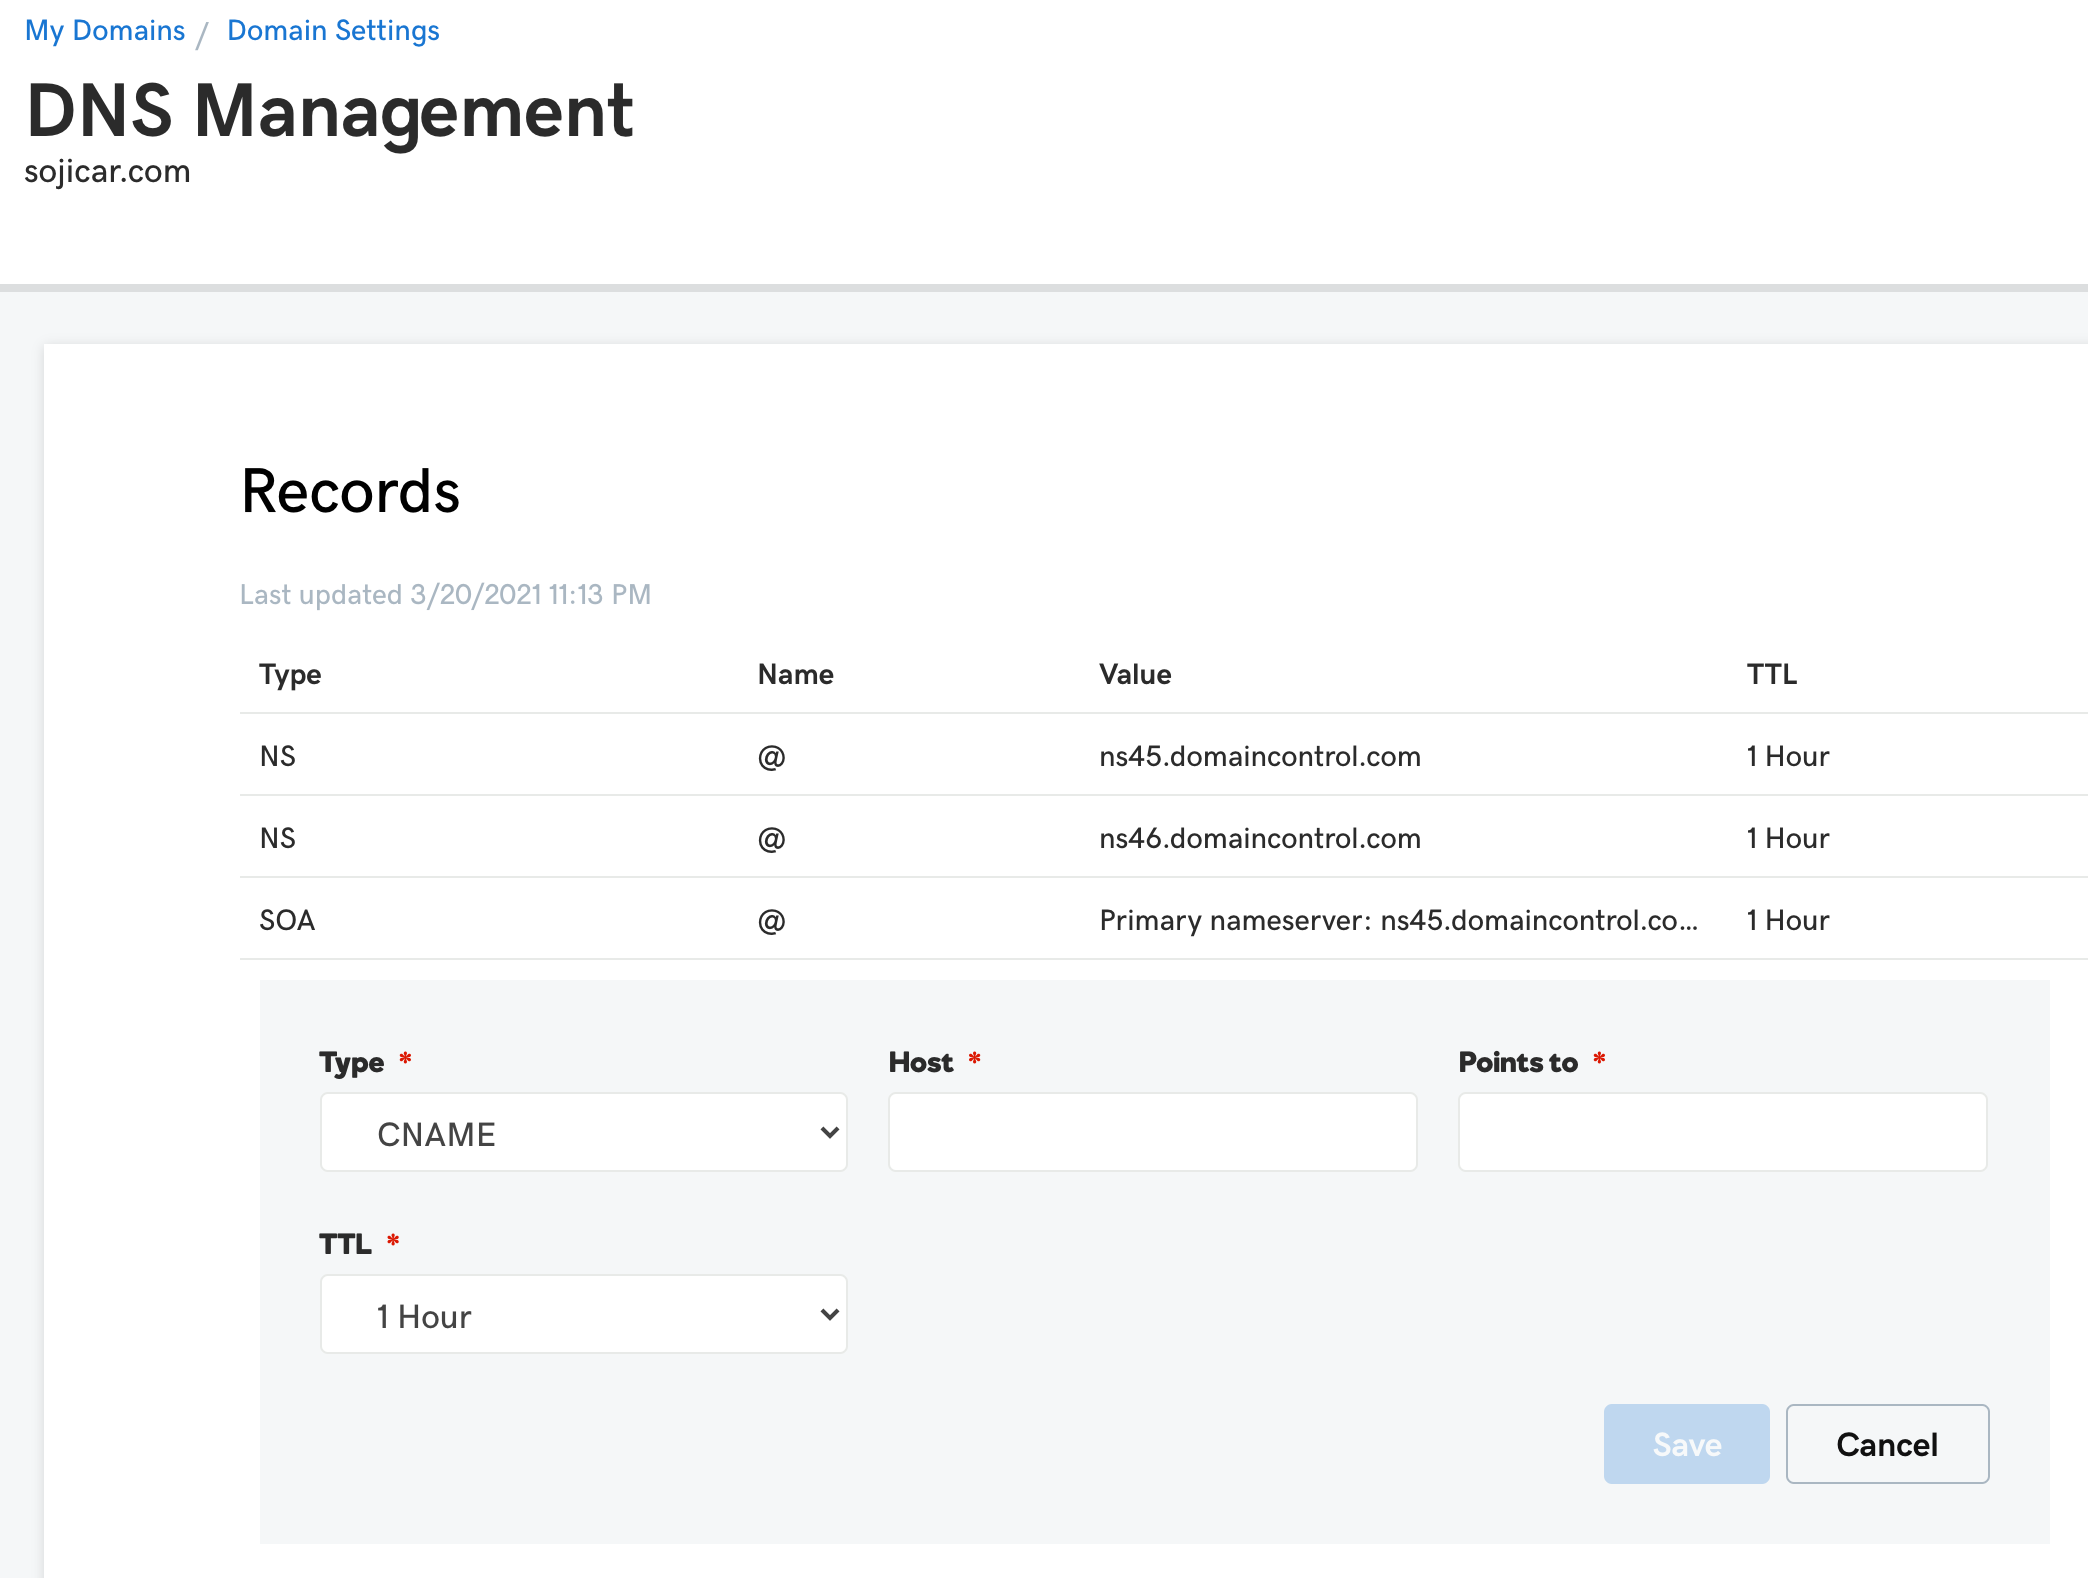 My Domains / Domain Settings
DNS Management
sojicar.com
Records
Last updated 3/20/2021 11:13 PM
Type Name Value TTL
NS @ ns45.domaincontrol.com 1 Hour
NS @ ns46.domaincontrol.com 1 Hour
SOA @ Primary nameserver: ns45.domaincontrol.co... 1 Hour
Type * Host * Points to *
CNAME
TTL *
1 Hour
Save Cancel